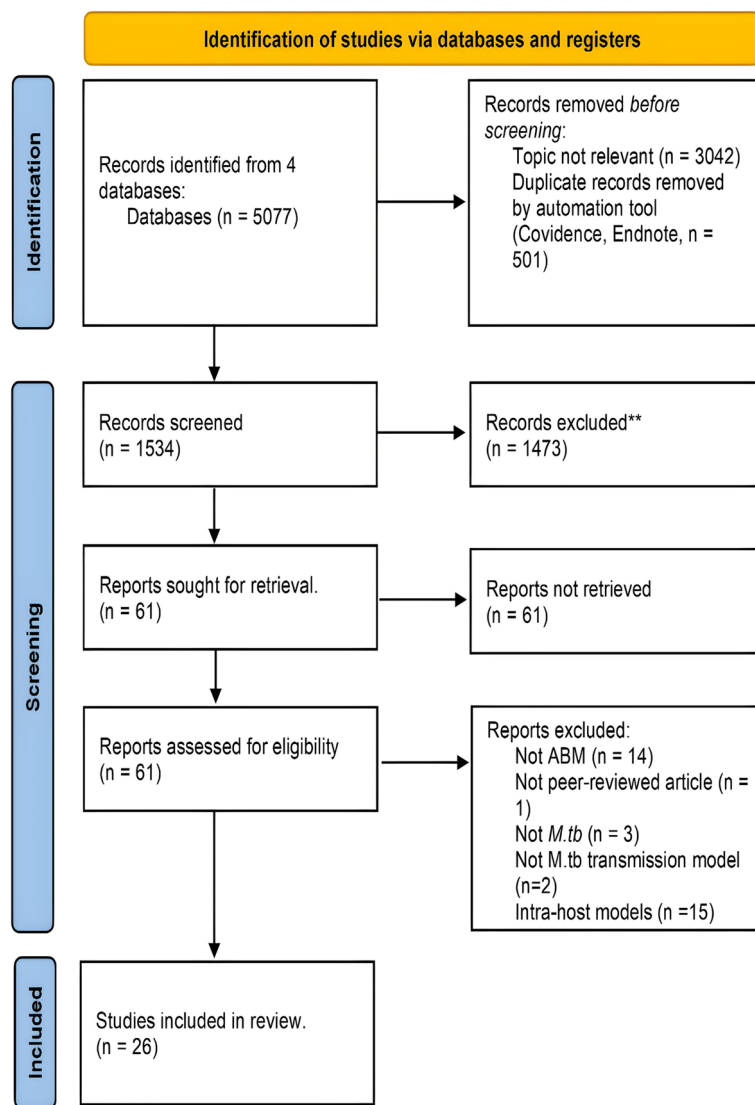 Identification of studies via databases and registers
Identification
Records identified from 4
databases:
Databases (n = 5077)
Records removed before
screening:
Topic not relevant (n = 3042)
Duplicate records removed
by automation tool
(Covidence, Endnote, n =
501)
Screening
Records screened
(n = 1534)
Records excluded**
(n = 1473)
Reports sought for retrieval.
(n = 61)
Reports not retrieved
(n = 61)
Reports assessed for eligibility
(n = 61)
Reports excluded:
Not ABM (n = 14)
Not peer-reviewed article (n =
1)
Not M.tb (n = 3)
Not M.tb transmission model
(n=2)
Intra-host models (n =15)
Included
Studies included in review.
(n = 26)